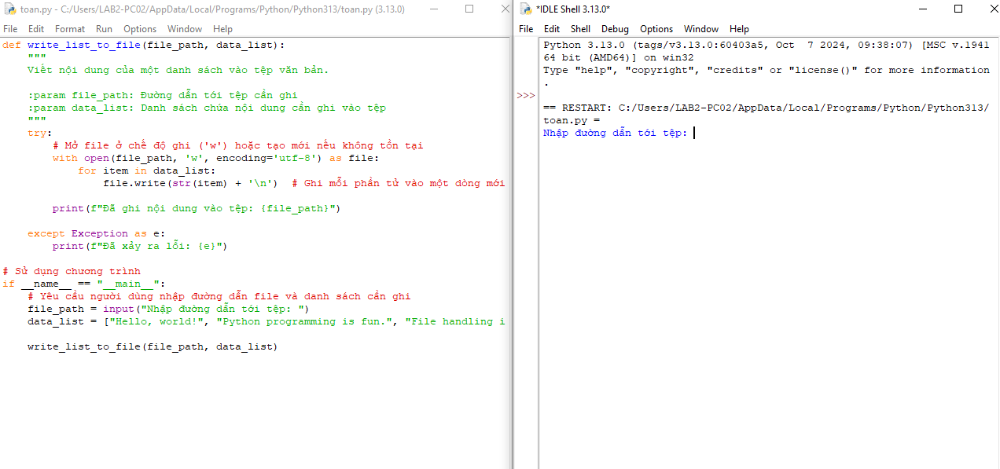 toan.py - C:/Users/LAB2-PC02/AppData/Local/Programs/Python/Python313/toan.py (3.13.0)
File Edit Format Run Options Window Help
def write_list_to_file(file_path, data_list):
    """
    Viết nội dung của một danh sách vào tệp văn bản.

    :param file_path: Đường dẫn tới tệp cần ghi
    :param data_list: Danh sách chứa nội dung cần ghi vào tệp
    """
    try:
        # Mở file ở chế độ ghi ('w') hoặc tạo mới nếu không tồn tại
        with open(file_path, 'w', encoding='utf-8') as file:
            for item in data_list:
                file.write(str(item) + '\n')  # Ghi mỗi phần tử vào một dòng mới

        print(f"Đã ghi nội dung vào tệp: {file_path}")

    except Exception as e:
        print(f"Đã xảy ra lỗi: {e}")

# Sử dụng chương trình
if __name__ == "__main__":
    # Yêu cầu người dùng nhập đường dẫn file và danh sách cần ghi
    file_path = input("Nhập đường dẫn tới tệp: ")
    data_list = ["Hello, world!", "Python programming is fun.", "File handling i

    write_list_to_file(file_path, data_list)
*IDLE Shell 3.13.0*
File Edit Shell Debug Options Window Help
Python 3.13.0 (tags/v3.13.0:60403a5, Oct  7 2024, 09:38:07) [MSC v.1941
64 bit (AMD64)] on win32
Type "help", "copyright", "credits" or "license()" for more information
.
>>>
== RESTART: C:/Users/LAB2-PC02/AppData/Local/Programs/Python/Python313/
toan.py =
Nhập đường dẫn tới tệp: